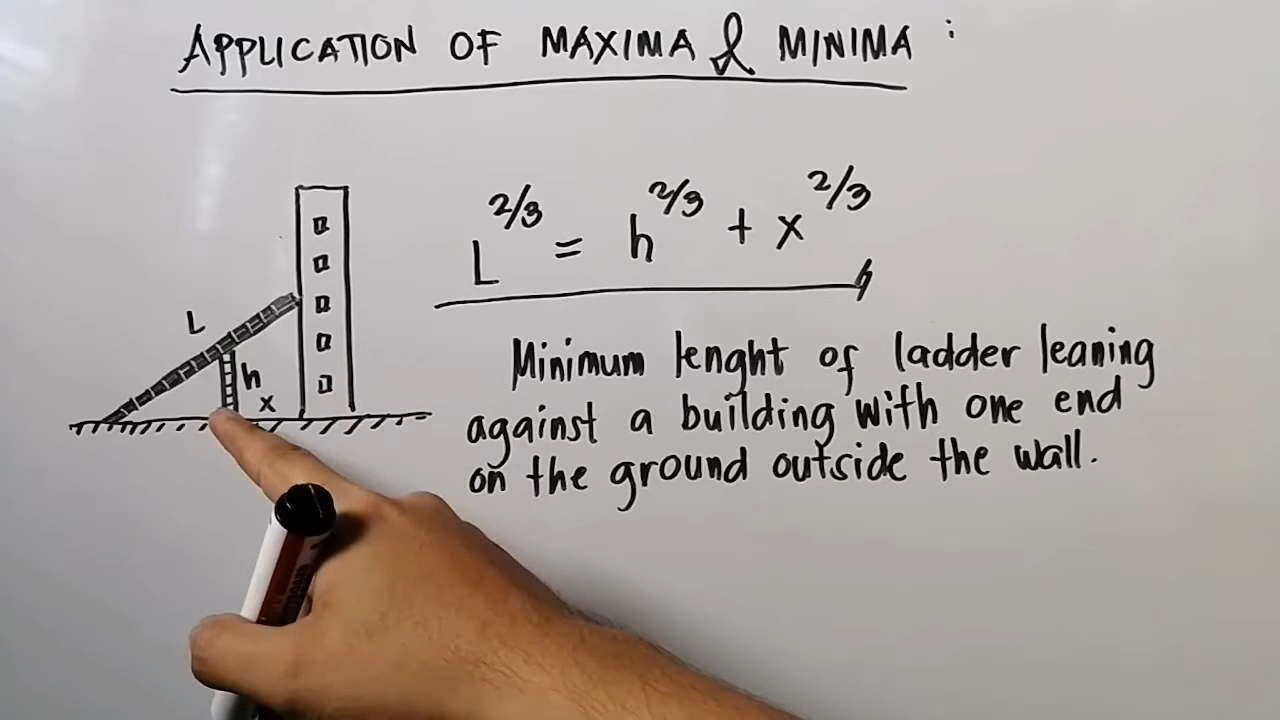 APPLICATION OF MAXIMA & MINIMA :
L^2/3 = h^2/3 + x^2/3
L
h
x
Minimum lenght of ladder leaning
against a building with one end
on the ground outside the wall.